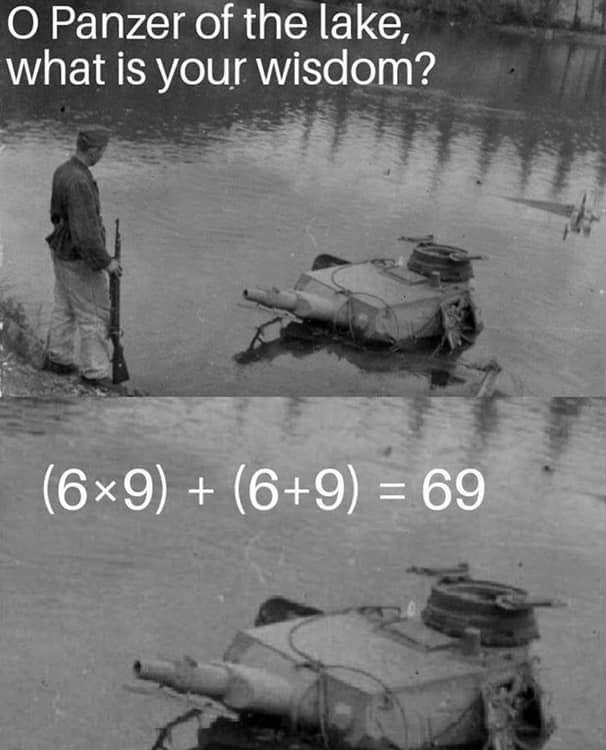 O Panzer of the lake,
what is your wisdom?
(6×9) + (6+9) = 69